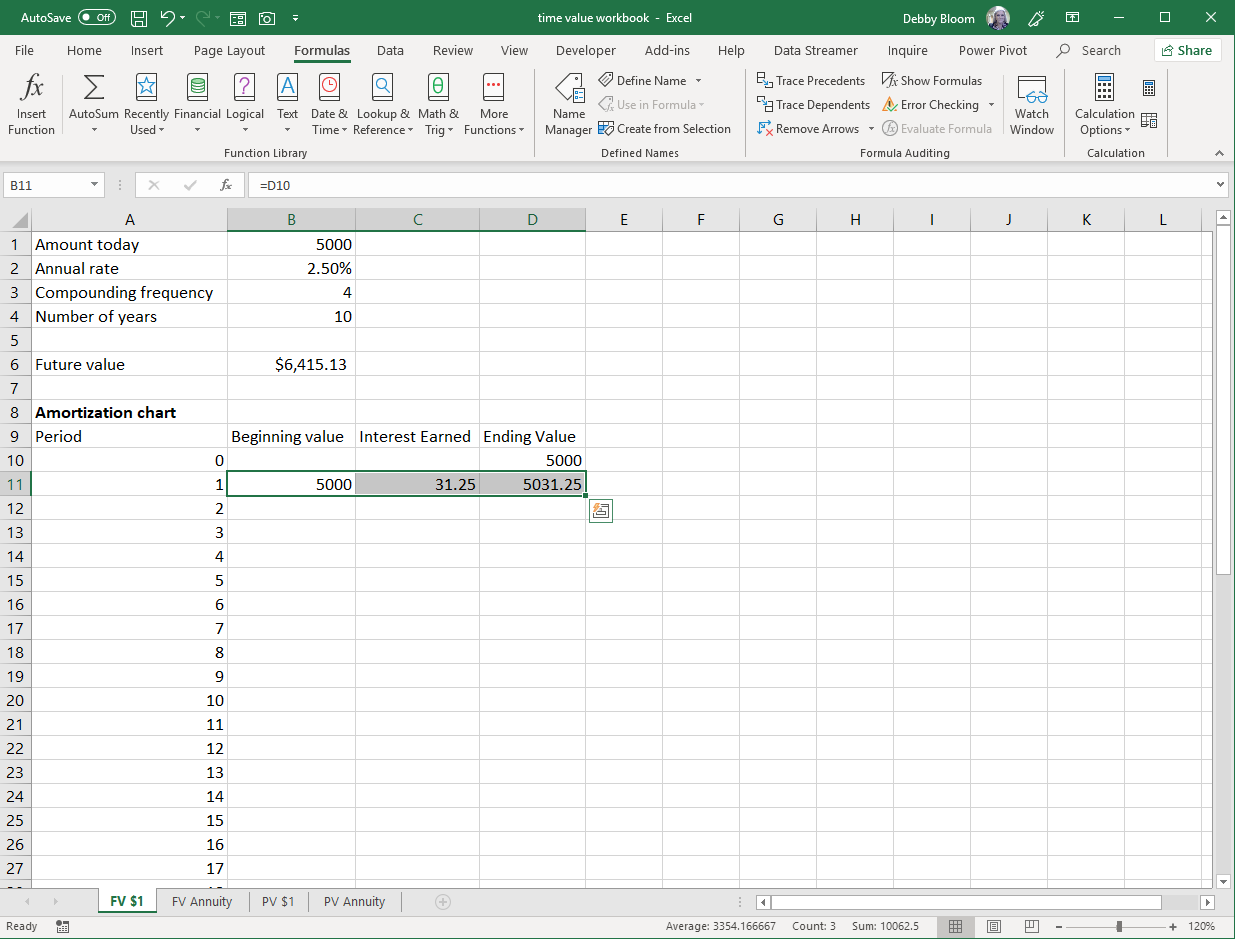 AutoSave Off time value workbook - Excel Debby Bloom
File Home Insert Page Layout Formulas Data Review View Developer Add-ins Help Data Streamer Inquire Power Pivot Search Share
fx Σ ? A θ
Insert Function
AutoSum
Recently Used
Financial
Logical
Text
Date & Time
Lookup & Reference
Math & Trig
More Functions
Function Library
Name Manager
Define Name
Use in Formula
Create from Selection
Defined Names
Trace Precedents
Trace Dependents
Remove Arrows
Show Formulas
Error Checking
Evaluate Formula
Watch Window
Formula Auditing
Calculation Options
Calculation
B11 fx =D10
A B C D E F G H I J K L
1 Amount today 5000
2 Annual rate 2.50%
3 Compounding frequency 4
4 Number of years 10
5
6 Future value $6,415.13
7
8 Amortization chart
9 Period Beginning value Interest Earned Ending Value
10 0 5000
11 1 5000 31.25 5031.25
12 2
13 3
14 4
15 5
16 6
17 7
18 8
19 9
20 10
21 11
22 12
23 13
24 14
25 15
26 16
27 17
FV $1 FV Annuity PV $1 PV Annuity
Ready Average: 3354.166667 Count: 3 Sum: 10062.5 120%